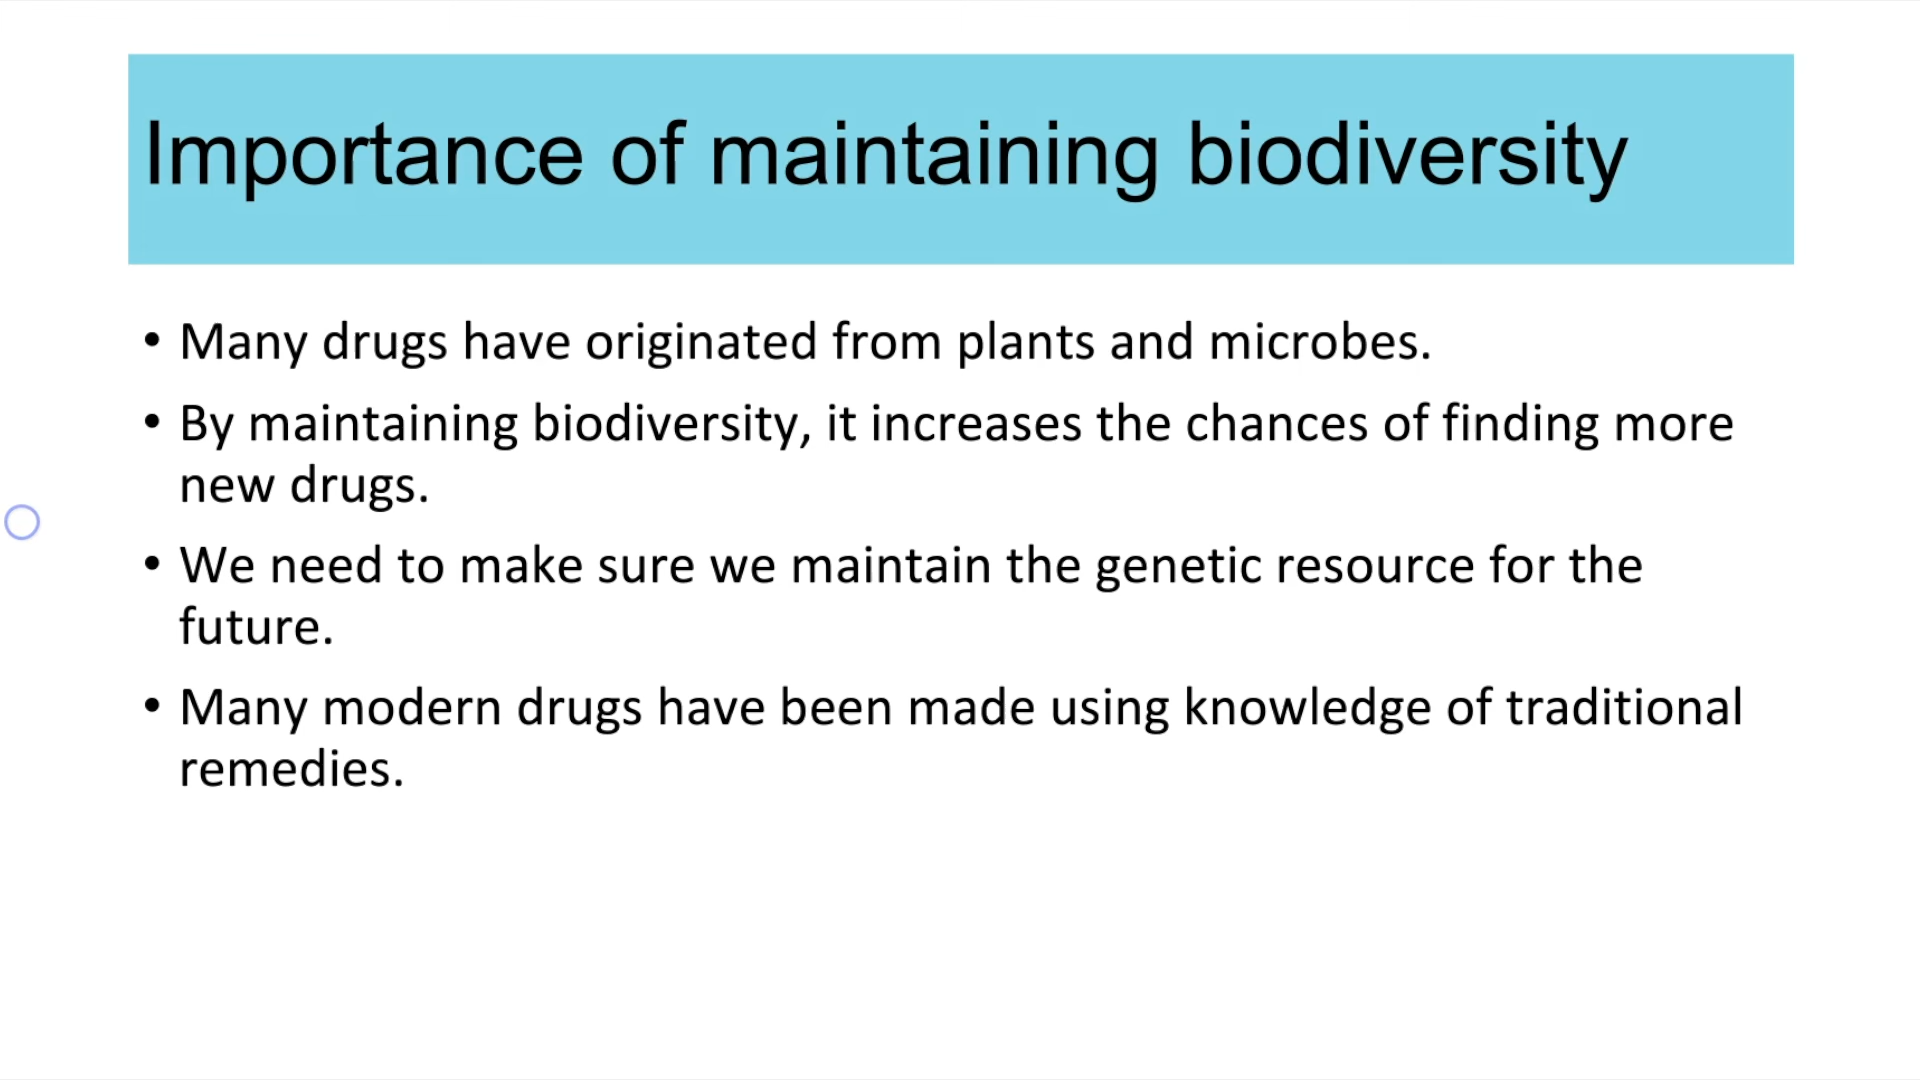 Importance of maintaining biodiversity
• Many drugs have originated from plants and microbes.
• By maintaining biodiversity, it increases the chances of finding more
new drugs.
• We need to make sure we maintain the genetic resource for the
future.
• Many modern drugs have been made using knowledge of traditional
remedies.